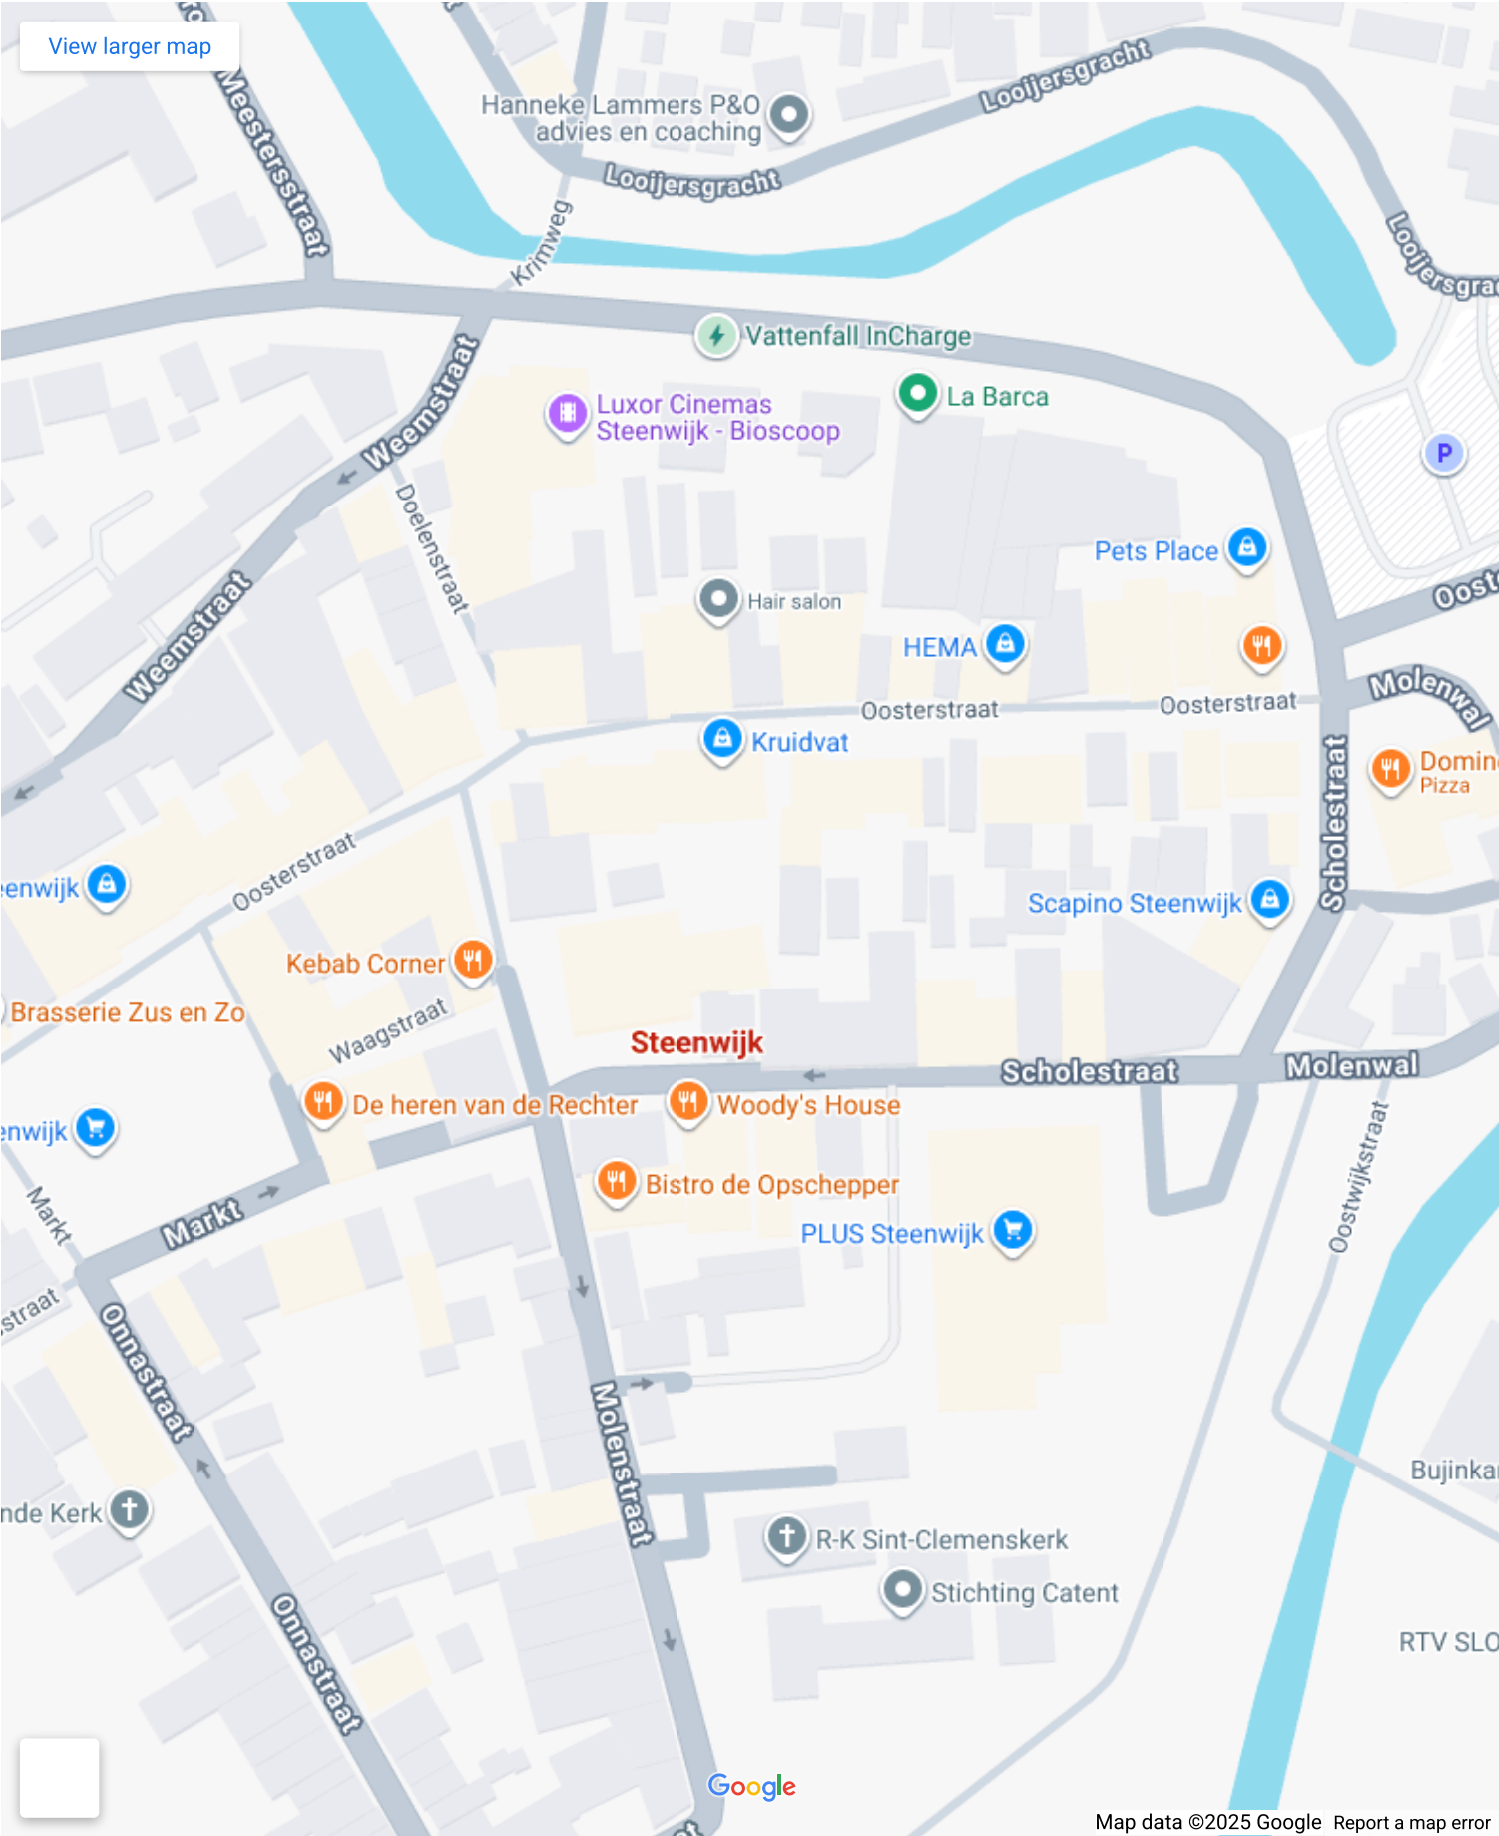 View larger map
Meestersstraat
Hanneke Lammers P&O
advies en coaching
Looijersgracht
Looijersgracht
Looijersgrac
Krimweg
Vattenfall InCharge
La Barca
Luxor Cinemas
Steenwijk - Bioscoop
Weemstraat
Doelenstraat
P
Pets Place
Hair salon
HEMA
Ooste
Weemstraat
Molenwal
Oosterstraat
Oosterstraat
Kruidvat
Domin
Pizza
Scholestraat
Oosterstraat
eenwijk
Scapino Steenwijk
Kebab Corner
Brasserie Zus en Zo
Waagstraat
Steenwijk
Scholestraat
Molenwal
De heren van de Rechter
Woody's House
enwijk
Oostwijkstraat
Bistro de Opschepper
Markt
Markt
PLUS Steenwijk
sstraat
Onnastraat
Molenstraat
Bujinka
nde Kerk
R-K Sint-Clemenskerk
Stichting Catent
Onnastraat
RTV SLO
Google
Map data ©2025 Google
Report a map error